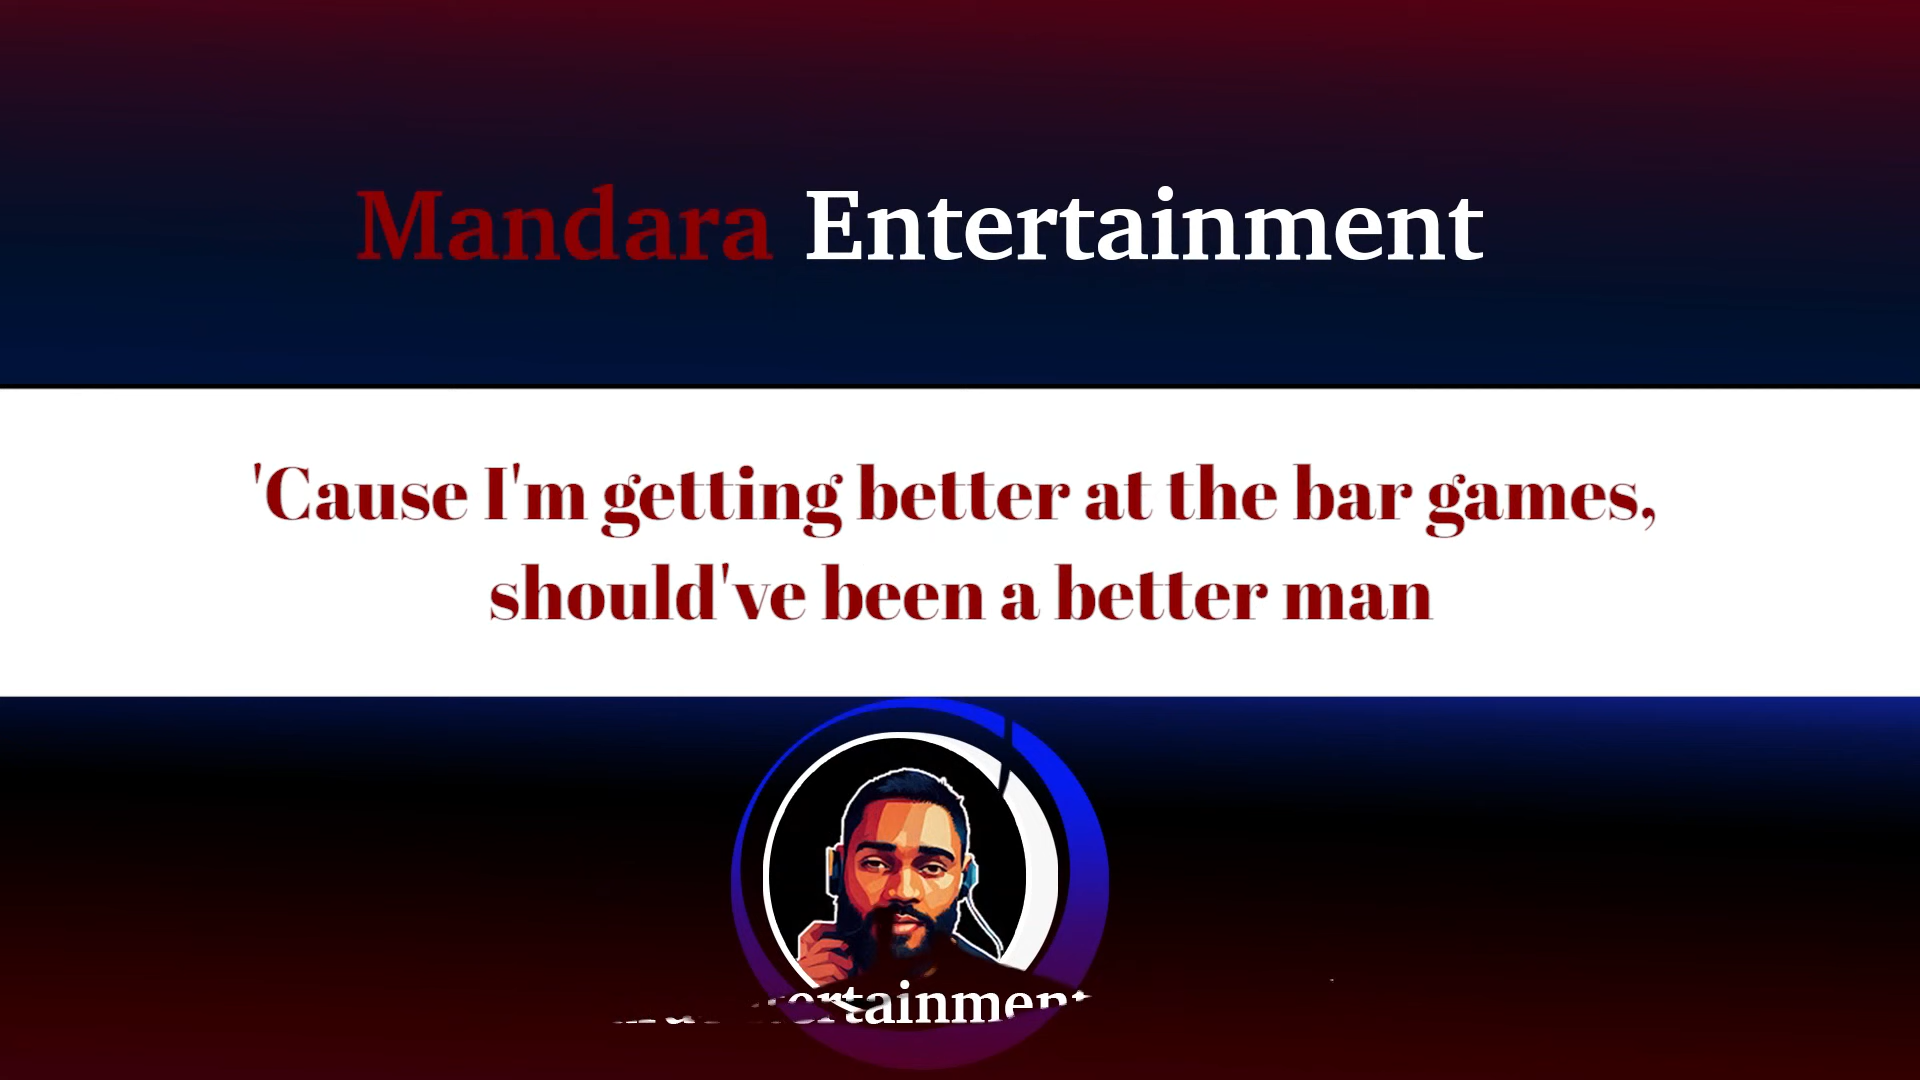 Mandara Entertainment
'Cause I'm getting better at the bar games,
should've been a better man